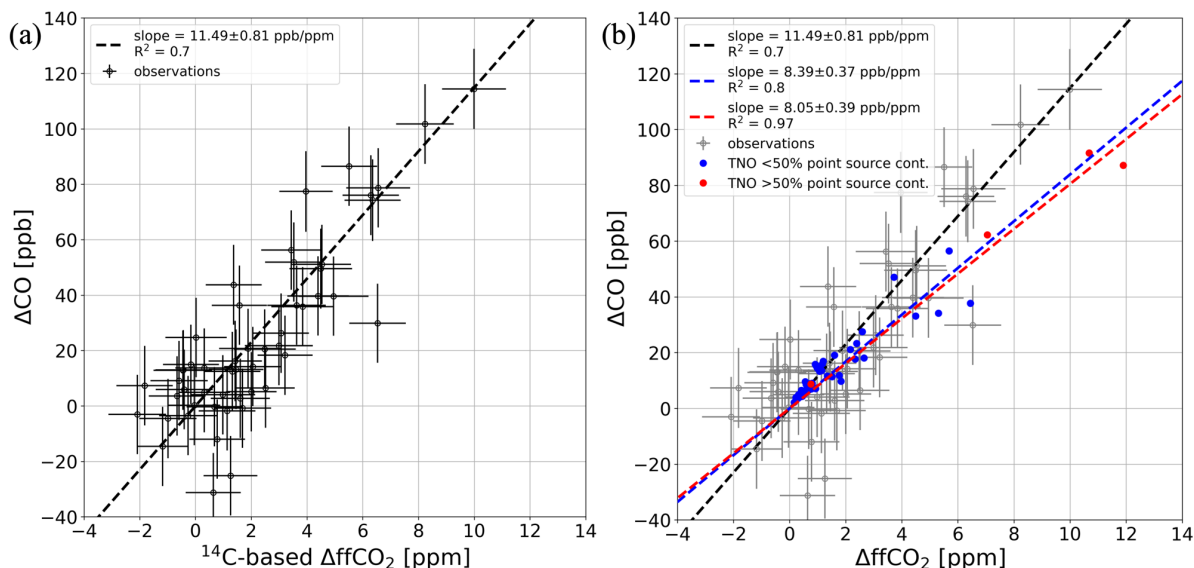 (a)
slope = 11.49±0.81 ppb/ppm
R² = 0.7
observations
ΔCO [ppb]
140
120
100
80
60
40
20
0
−20
−40
−4 −2 0 2 4 6 8 10 12 14
¹⁴C-based ΔffCO₂ [ppm]
(b)
slope = 11.49±0.81 ppb/ppm
R² = 0.7
slope = 8.39±0.37 ppb/ppm
R² = 0.8
slope = 8.05±0.39 ppb/ppm
R² = 0.97
observations
TNO <50% point source cont.
TNO >50% point source cont.
ΔCO [ppb]
140
120
100
80
60
40
20
0
−20
−40
−4 −2 0 2 4 6 8 10 12 14
ΔffCO₂ [ppm]